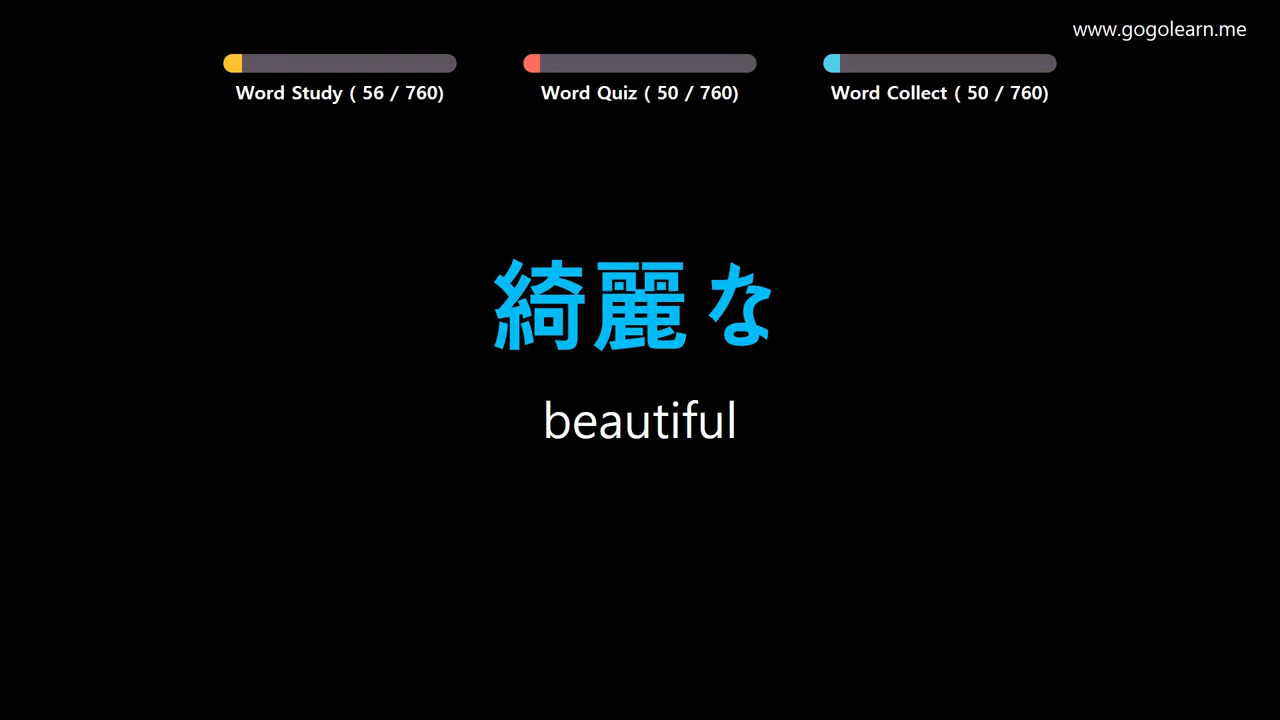 www.gogolearn.me
Word Study ( 56 / 760)
Word Quiz ( 50 / 760)
Word Collect ( 50 / 760)
綺麗な
beautiful